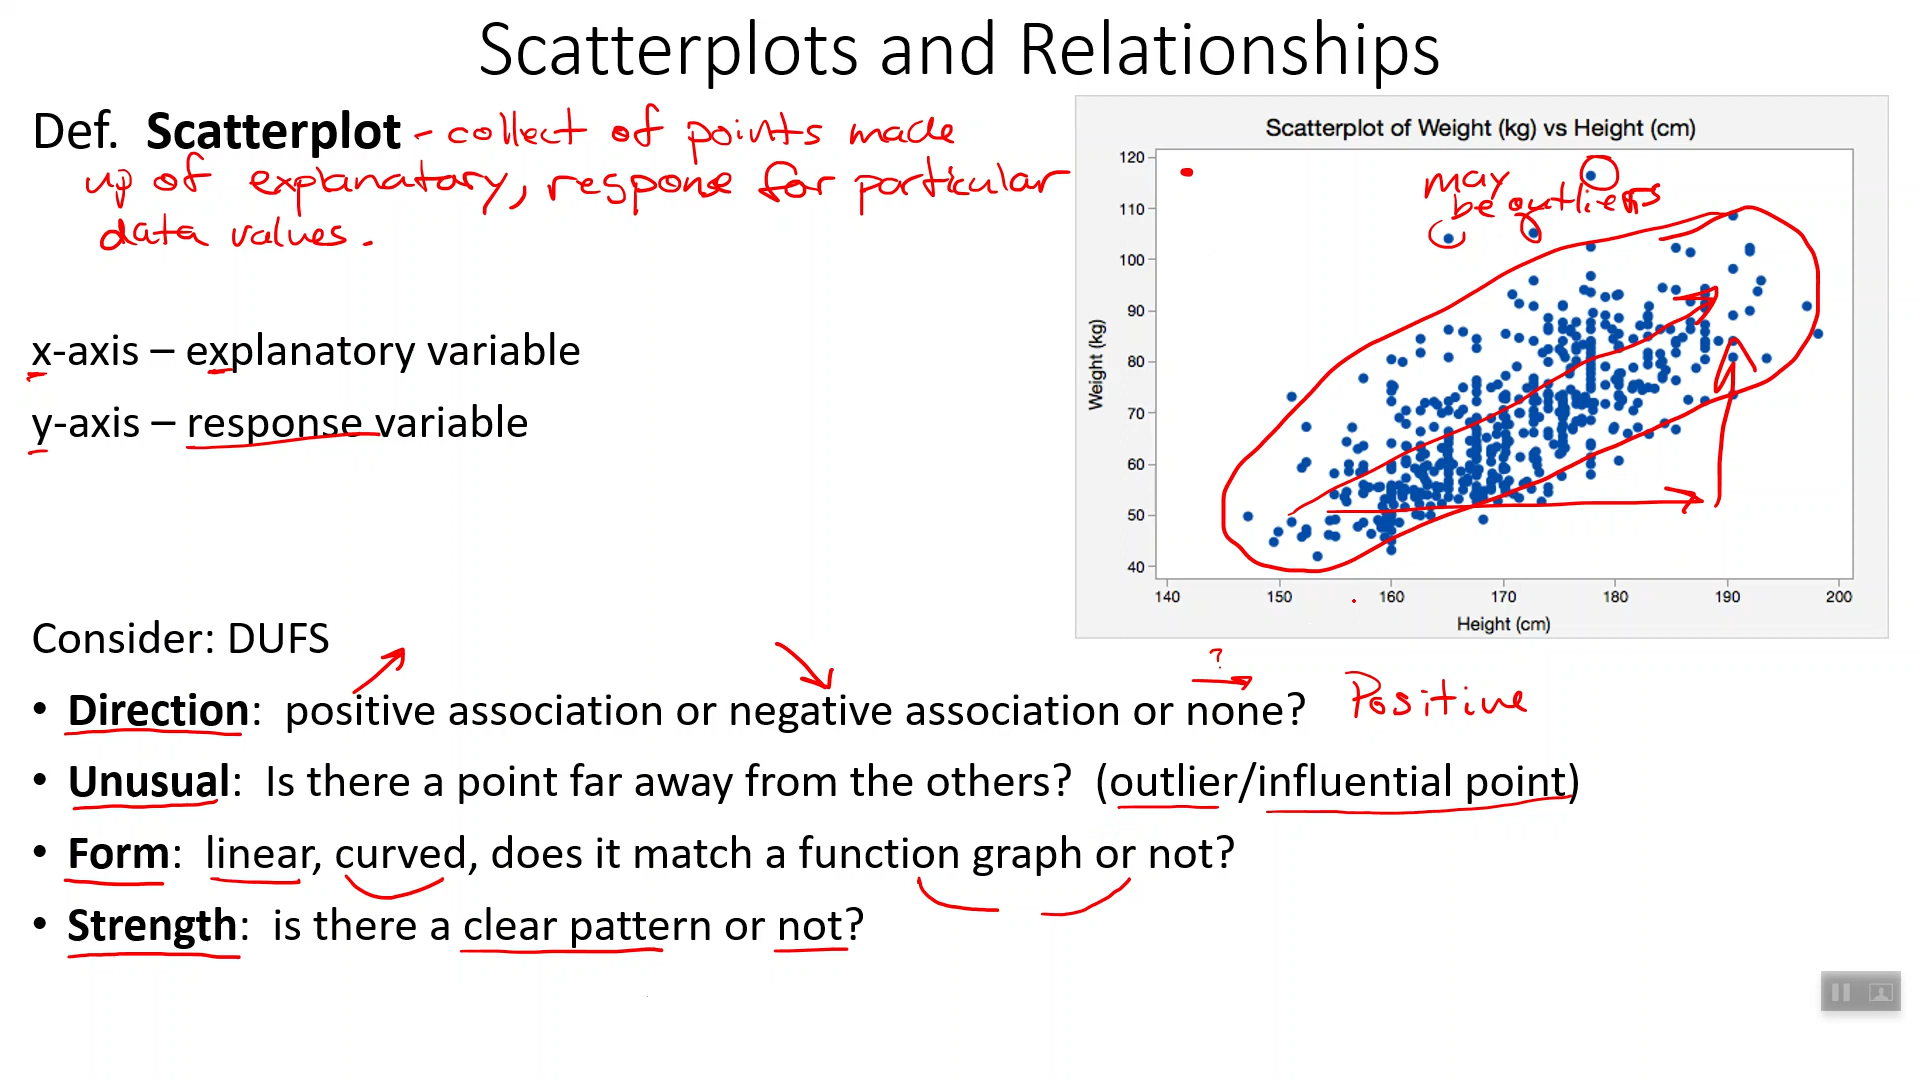 Scatterplots and Relationships
Def. Scatterplot - collect of points made
up of explanatory, response for particular
data values.
x-axis – explanatory variable
y-axis – response variable
Scatterplot of Weight (kg) vs Height (cm)
may
be outliers
120
110
100
90
80
70
60
50
40
Weight (kg)
140 150 160 170 180 190 200
Height (cm)
Consider: DUFS
?
• Direction: positive association or negative association or none? Positive
• Unusual: Is there a point far away from the others? (outlier/influential point)
• Form: linear, curved, does it match a function graph or not?
• Strength: is there a clear pattern or not?